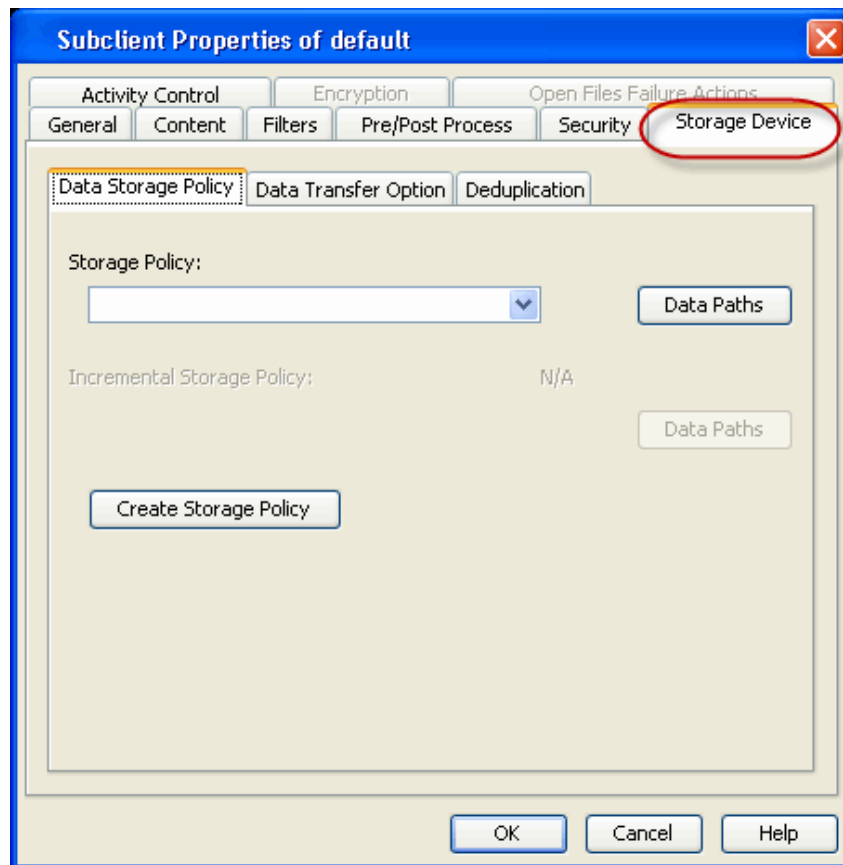 Subclient Properties of default
Activity Control Encryption Open Files Failure Actions
General Content Filters Pre/Post Process Security Storage Device
Data Storage Policy Data Transfer Option Deduplication
Storage Policy:
Data Paths
Incremental Storage Policy: N/A
Data Paths
Create Storage Policy
OK Cancel Help